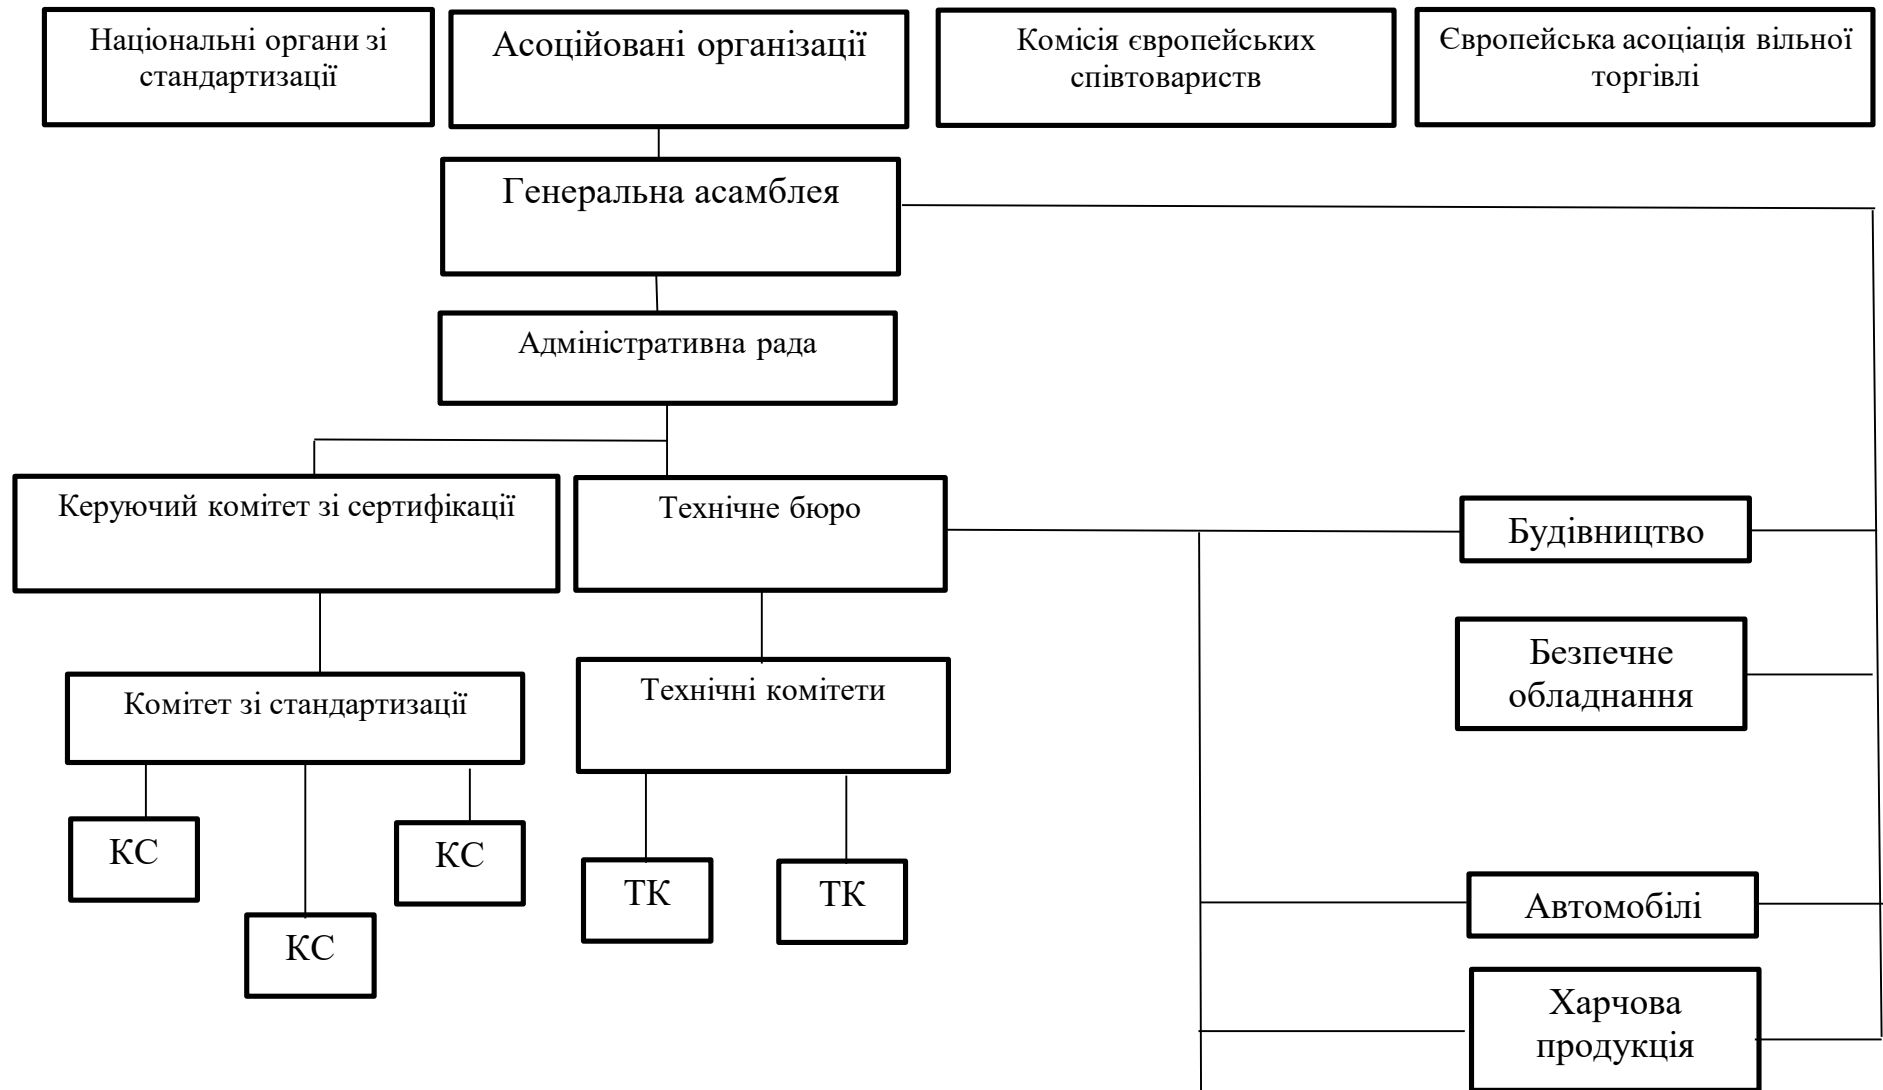 Національні органи зі
стандартизації
Асоційовані організації
Комісія європейських
співтовариств
Європейська асоціація вільної
торгівлі
Генеральна асамблея
Адміністративна рада
Керуючий комітет зі сертифікації
Технічне бюро
Будівництво
Безпечне
обладнання
Комітет зі стандартизації
Технічні комітети
КС
КС
КС
ТК
ТК
Автомобілі
Харчова
продукція